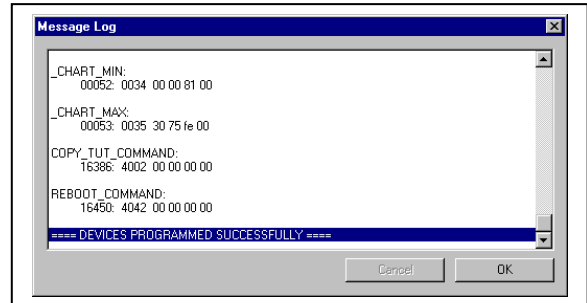 Message Log
_CHART_MIN:
00052: 0034 00 00 81 00
_CHART_MAX:
00053: 0035 30 75 fe 00
COPY_TUT_COMMAND:
16386: 4002 00 00 00 00
REBOOT_COMMAND:
16450: 4042 00 00 00 00
==== DEVICES PROGRAMMED SUCCESSFULLY ====
Cancel OK